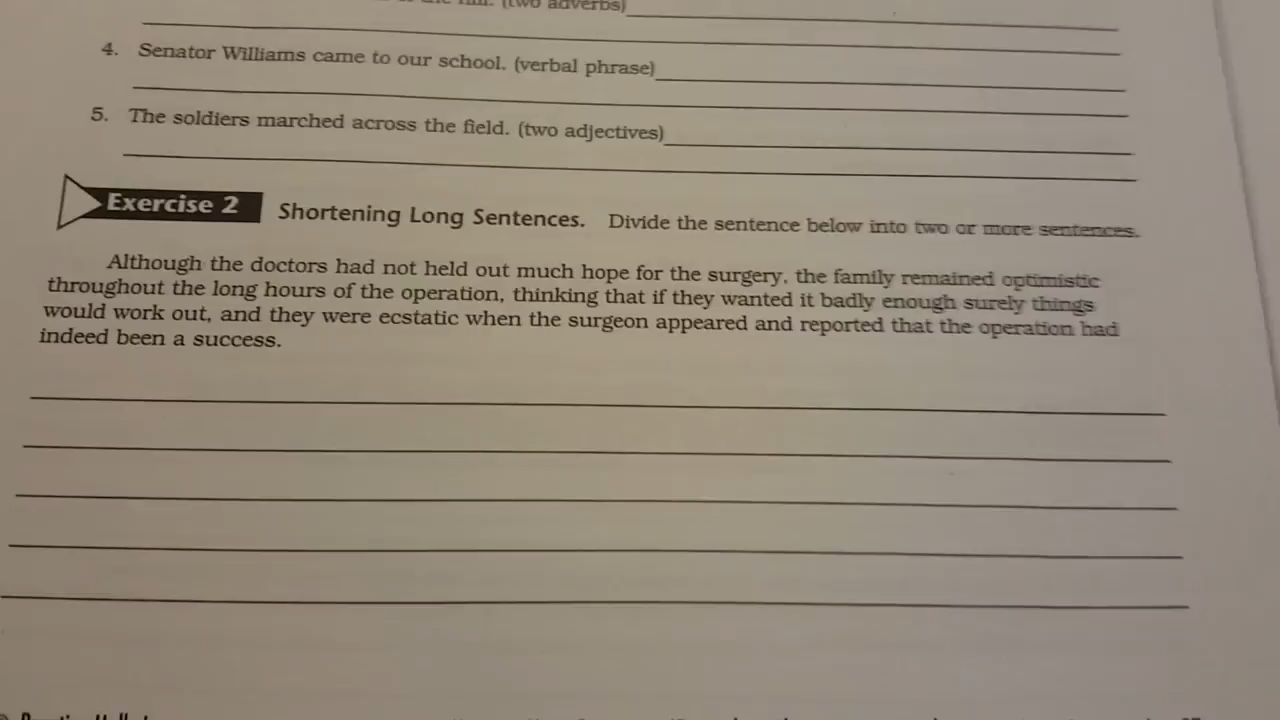 (two adverbs)
4. Senator Williams came to our school. (verbal phrase)
5. The soldiers marched across the field. (two adjectives)
Exercise 2 Shortening Long Sentences. Divide the sentence below into two or more sentences.
Although the doctors had not held out much hope for the surgery, the family remained optimistic
throughout the long hours of the operation, thinking that if they wanted it badly enough surely things
would work out, and they were ecstatic when the surgeon appeared and reported that the operation had
indeed been a success.